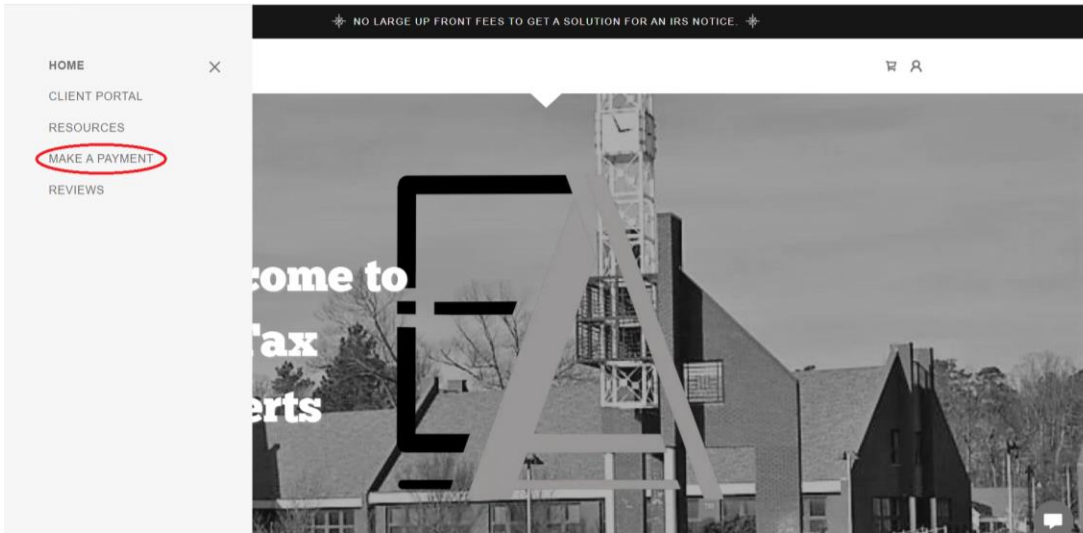 NO LARGE UP FRONT FEES TO GET A SOLUTION FOR AN IRS NOTICE.
HOME
CLIENT PORTAL
RESOURCES
MAKE A PAYMENT
REVIEWS
come to
Tax
erts
EA